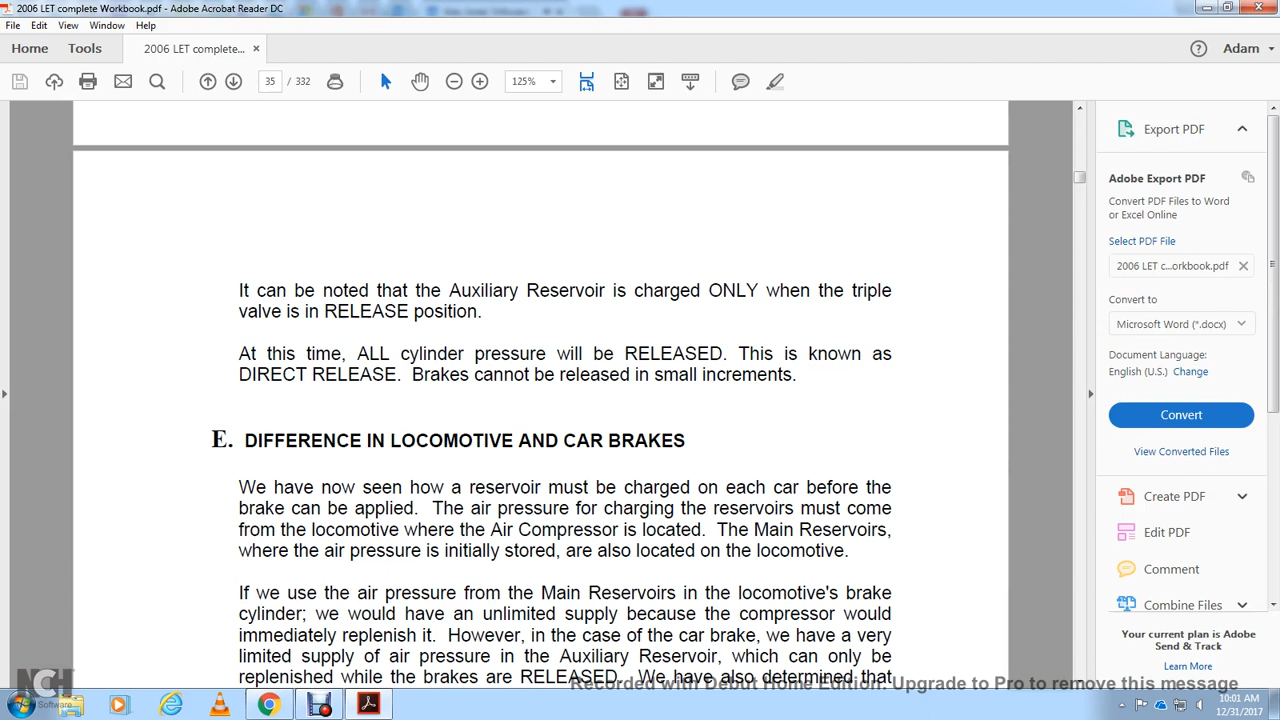 2006 LET complete Workbook.pdf - Adobe Acrobat Reader DC
File Edit View Window Help
Home Tools 2006 LET complete... × Adam
35 / 332 125%
Export PDF
Adobe Export PDF
Convert PDF Files to Word
or Excel Online
Select PDF File
2006 LET c...orkbook.pdf
Convert to
Microsoft Word (*.docx)
Document Language:
English (U.S.) Change
Convert
View Converted Files
Create PDF
Edit PDF
Comment
Combine Files
Your current plan is Adobe
Send & Track
Learn More
It can be noted that the Auxiliary Reservoir is charged ONLY when the triple
valve is in RELEASE position.
At this time, ALL cylinder pressure will be RELEASED. This is known as
DIRECT RELEASE. Brakes cannot be released in small increments.
E. DIFFERENCE IN LOCOMOTIVE AND CAR BRAKES
We have now seen how a reservoir must be charged on each car before the
brake can be applied. The air pressure for charging the reservoirs must come
from the locomotive where the Air Compressor is located. The Main Reservoirs,
where the air pressure is initially stored, are also located on the locomotive.
If we use the air pressure from the Main Reservoirs in the locomotive's brake
cylinder; we would have an unlimited supply because the compressor would
immediately replenish it. However, in the case of the car brake, we have a very
limited supply of air pressure in the Auxiliary Reservoir, which can only be
replenished while the brakes are RELEASED. We have also determined that
Recorded with Debut Home Edition. Upgrade to Pro to remove this message
NCH
Software
10:01 AM
12/31/2017